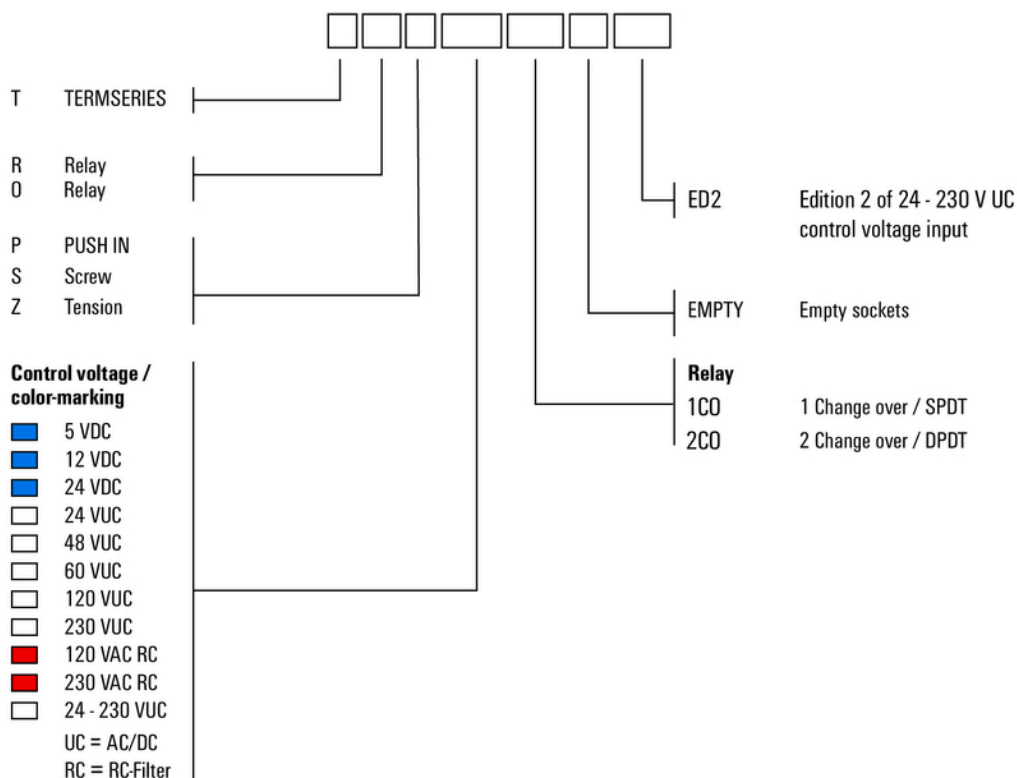 T TERMSERIES
R Relay
O Relay
P PUSH IN
S Screw
Z Tension
Control voltage /
color-marking
5 VDC
12 VDC
24 VDC
24 VUC
48 VUC
60 VUC
120 VUC
230 VUC
120 VAC RC
230 VAC RC
24 - 230 VUC
UC = AC/DC
RC = RC-Filter
ED2 Edition 2 of 24 - 230 V UC
control voltage input
EMPTY Empty sockets
Relay
1CO 1 Change over / SPDT
2CO 2 Change over / DPDT